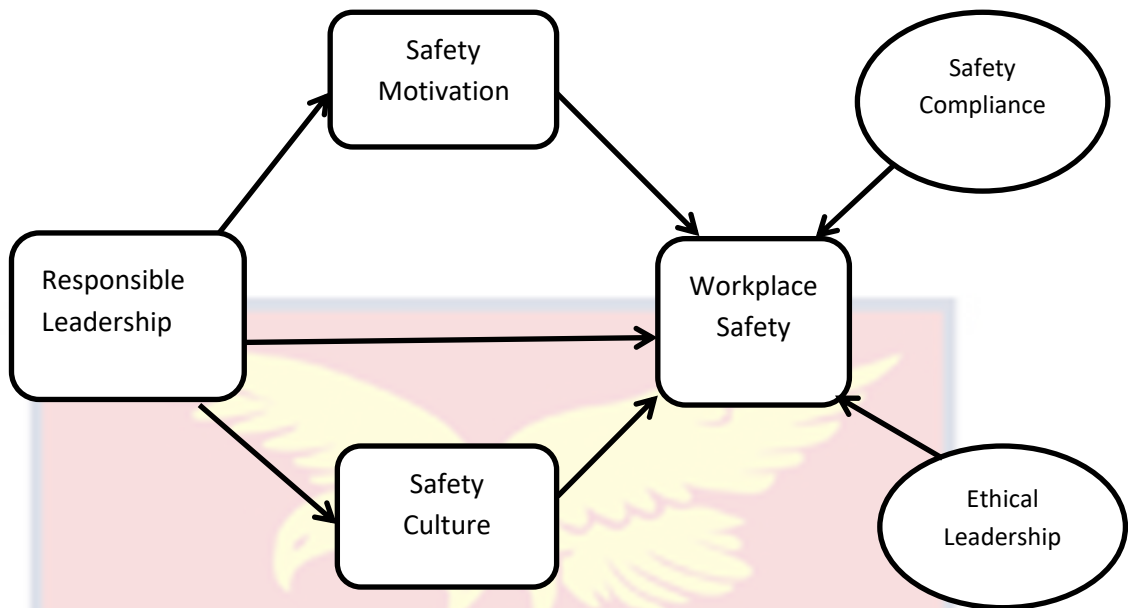 Safety
Motivation
Safety
Compliance
Responsible
Leadership
Workplace
Safety
Safety
Culture
Ethical
Leadership